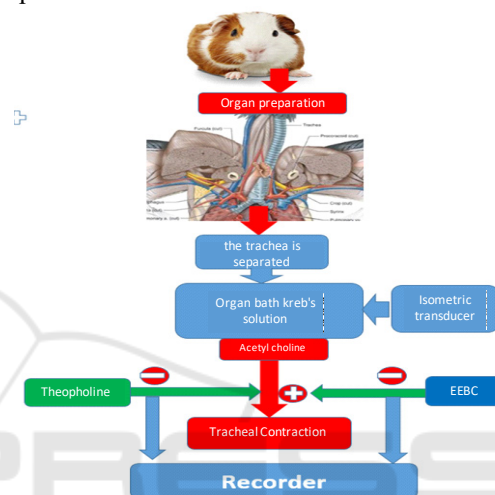 Organ preparation
Trachea
the trachea is
separated
Organ bath kreb's
solution
Isometric
transducer
Acetyl choline
Theopholine
EEBC
Tracheal Contraction
Recorder